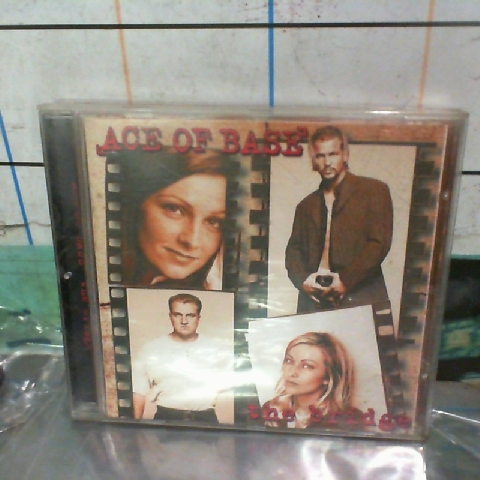 ACE OF BASE
the bridge